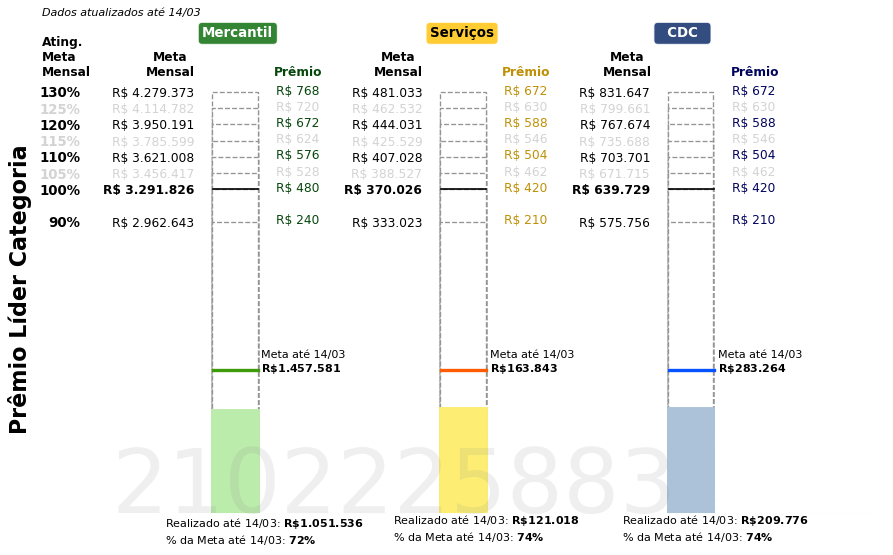 Dados atualizados até 14/03
Mercantil
Serviços
CDC
Ating.
Meta
Mensal
Meta
Mensal
Prêmio
Meta
Mensal
Prêmio
Meta
Mensal
Prêmio
130% R$ 4.279.373 R$ 768 R$ 481.033 R$ 672 R$ 831.647 R$ 672
125% R$ 4.114.782 R$ 720 R$ 462.532 R$ 630 R$ 799.661 R$ 630
120% R$ 3.950.191 R$ 672 R$ 444.031 R$ 588 R$ 767.674 R$ 588
115% R$ 3.785.599 R$ 624 R$ 425.529 R$ 546 R$ 735.688 R$ 546
110% R$ 3.621.008 R$ 576 R$ 407.028 R$ 504 R$ 703.701 R$ 504
105% R$ 3.456.417 R$ 528 R$ 388.527 R$ 462 R$ 671.715 R$ 462
100% R$ 3.291.826 R$ 480 R$ 370.026 R$ 420 R$ 639.729 R$ 420
90% R$ 2.962.643 R$ 240 R$ 333.023 R$ 210 R$ 575.756 R$ 210
Prêmio Líder Categoria
Meta até 14/03
R$1.457.581
Meta até 14/03
R$163.843
Meta até 14/03
R$283.264
2102225883
Realizado até 14/03: R$1.051.536
% da Meta até 14/03: 72%
Realizado até 14/03: R$121.018
% da Meta até 14/03: 74%
Realizado até 14/03: R$209.776
% da Meta até 14/03: 74%